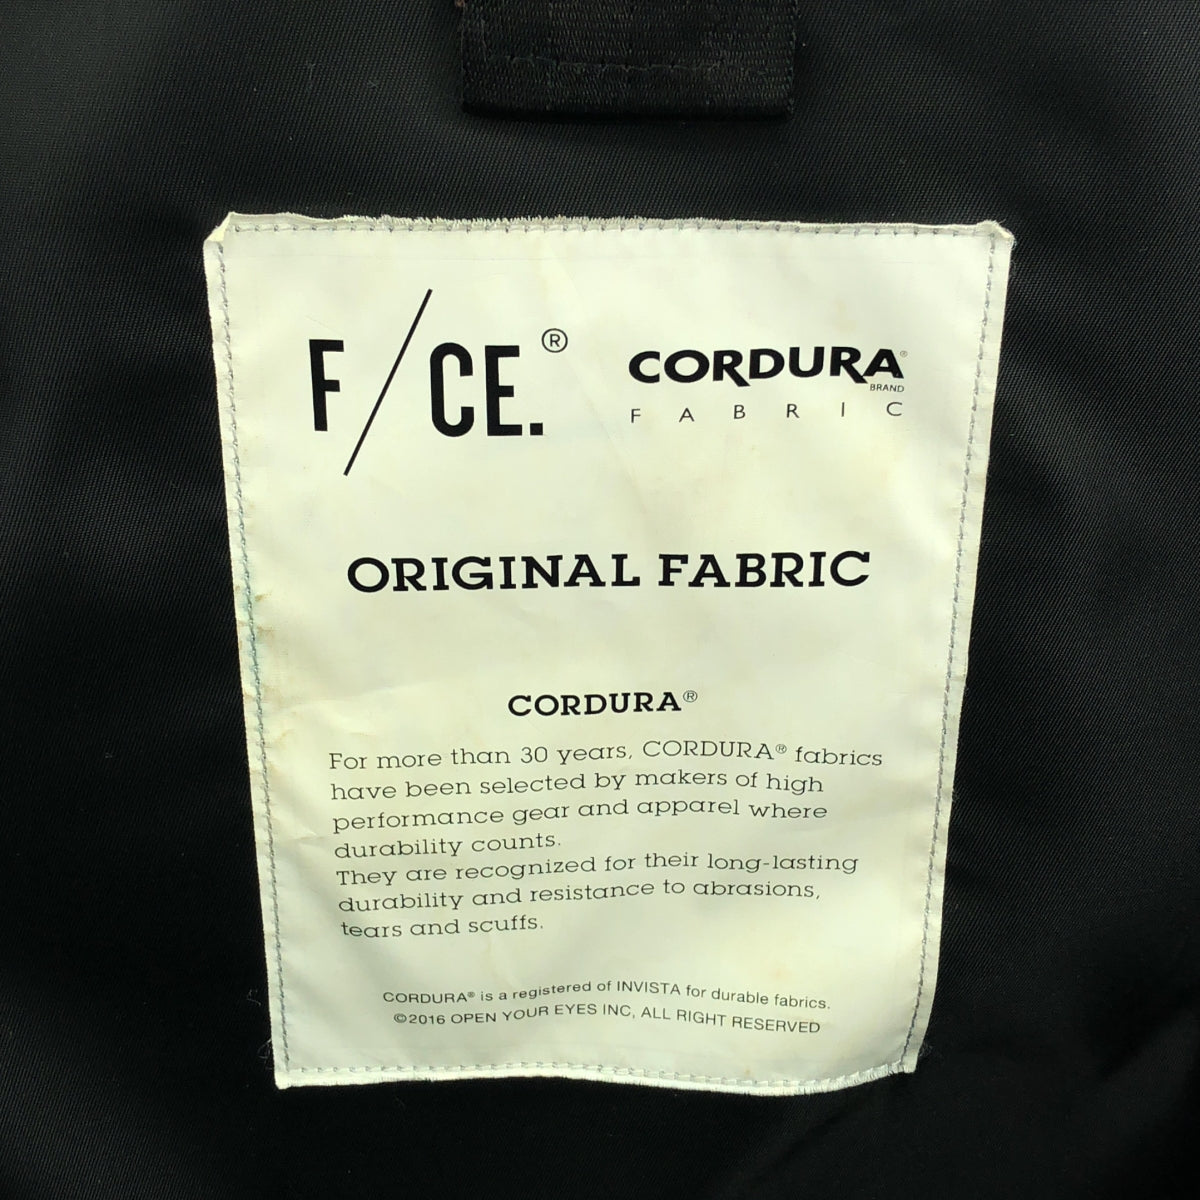 F/CE.®
CORDURA®
BRAND
FABRIC
ORIGINAL FABRIC
CORDURA®
For more than 30 years, CORDURA® fabrics
have been selected by makers of high
performance gear and apparel where
durability counts.
They are recognized for their long-lasting
durability and resistance to abrasions,
tears and scuffs.
CORDURA® is a registered of INVISTA for durable fabrics.
©2016 OPEN YOUR EYES INC, ALL RIGHT RESERVED